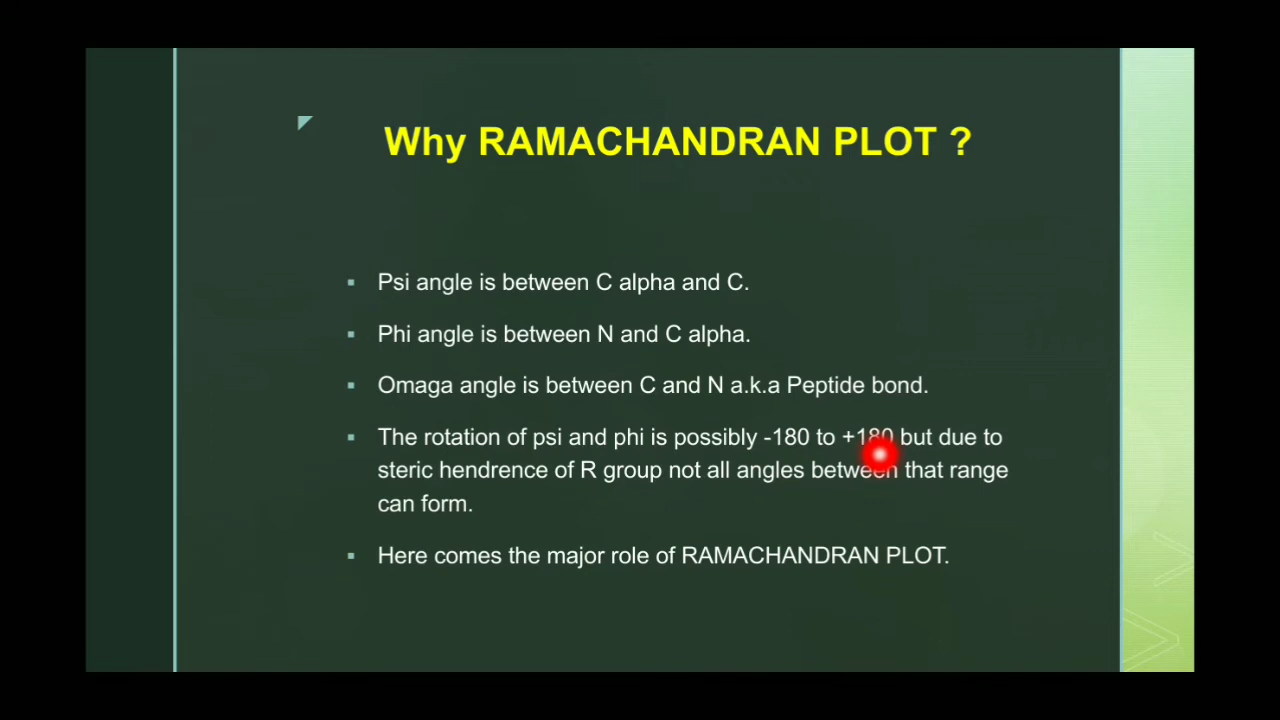 Why RAMACHANDRAN PLOT ?
▪ Psi angle is between C alpha and C.
▪ Phi angle is between N and C alpha.
▪ Omaga angle is between C and N a.k.a Peptide bond.
▪ The rotation of psi and phi is possibly -180 to +180 but due to
steric hendrence of R group not all angles between that range
can form.
▪ Here comes the major role of RAMACHANDRAN PLOT.